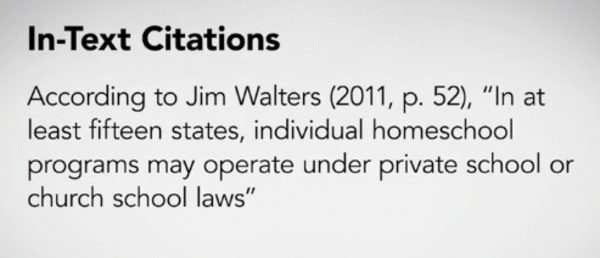 In-Text Citations
According to Jim Walters (2011, p. 52), “In at
least fifteen states, individual homeschool
programs may operate under private school or
church school laws”